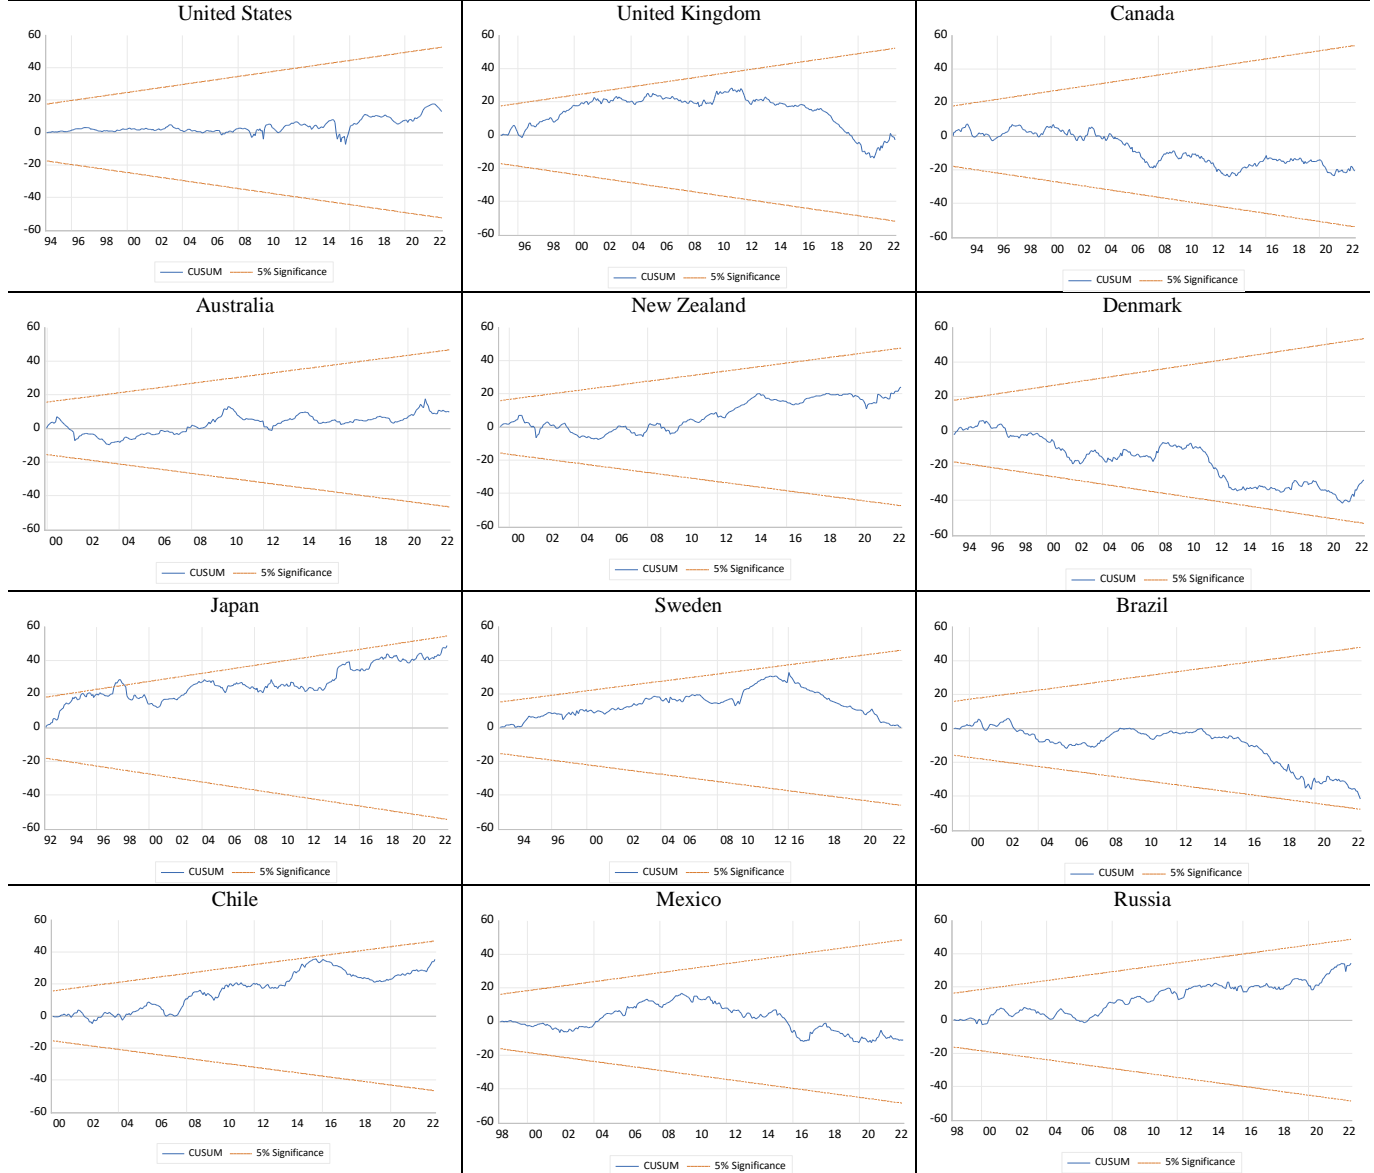 United States
60
40
20
0
-20
-40
-60
94 96 98 00 02 04 06 08 10 12 14 16 18 20 22
CUSUM 5% Significance
United Kingdom
60
40
20
0
-20
-40
-60
96 98 00 02 04 06 08 10 12 14 16 18 20 22
CUSUM 5% Significance
Canada
60
40
20
0
-20
-40
-60
94 96 98 00 02 04 06 08 10 12 14 16 18 20 22
CUSUM 5% Significance
Australia
60
40
20
0
-20
-40
-60
00 02 04 06 08 10 12 14 16 18 20 22
CUSUM 5% Significance
New Zealand
60
40
20
0
-20
-40
-60
00 02 04 06 08 10 12 14 16 18 20 22
CUSUM 5% Significance
Denmark
60
40
20
0
-20
-40
-60
94 96 98 00 02 04 06 08 10 12 14 16 18 20 22
CUSUM 5% Significance
Japan
60
40
20
0
-20
-40
-60
92 94 96 98 00 02 04 06 08 10 12 14 16 18 20 22
CUSUM 5% Significance
Sweden
60
40
20
0
-20
-40
-60
94 96 00 02 04 06 08 10 12 16 20 22
CUSUM 5% Significance
Brazil
60
40
20
0
-20
-40
-60
00 02 04 06 08 10 12 14 16 18 20 22
CUSUM 5% Significance
Chile
60
40
20
0
-20
-40
-60
00 02 04 06 08 10 12 14 16 18 20 22
CUSUM 5% Significance
Mexico
60
40
20
0
-20
-40
-60
98 00 02 04 06 08 10 12 14 16 18 20 22
CUSUM 5% Significance
Russia
60
40
20
0
-20
-40
-60
98 00 02 04 06 08 10 12 14 16 18 20 22
CUSUM 5% Significance